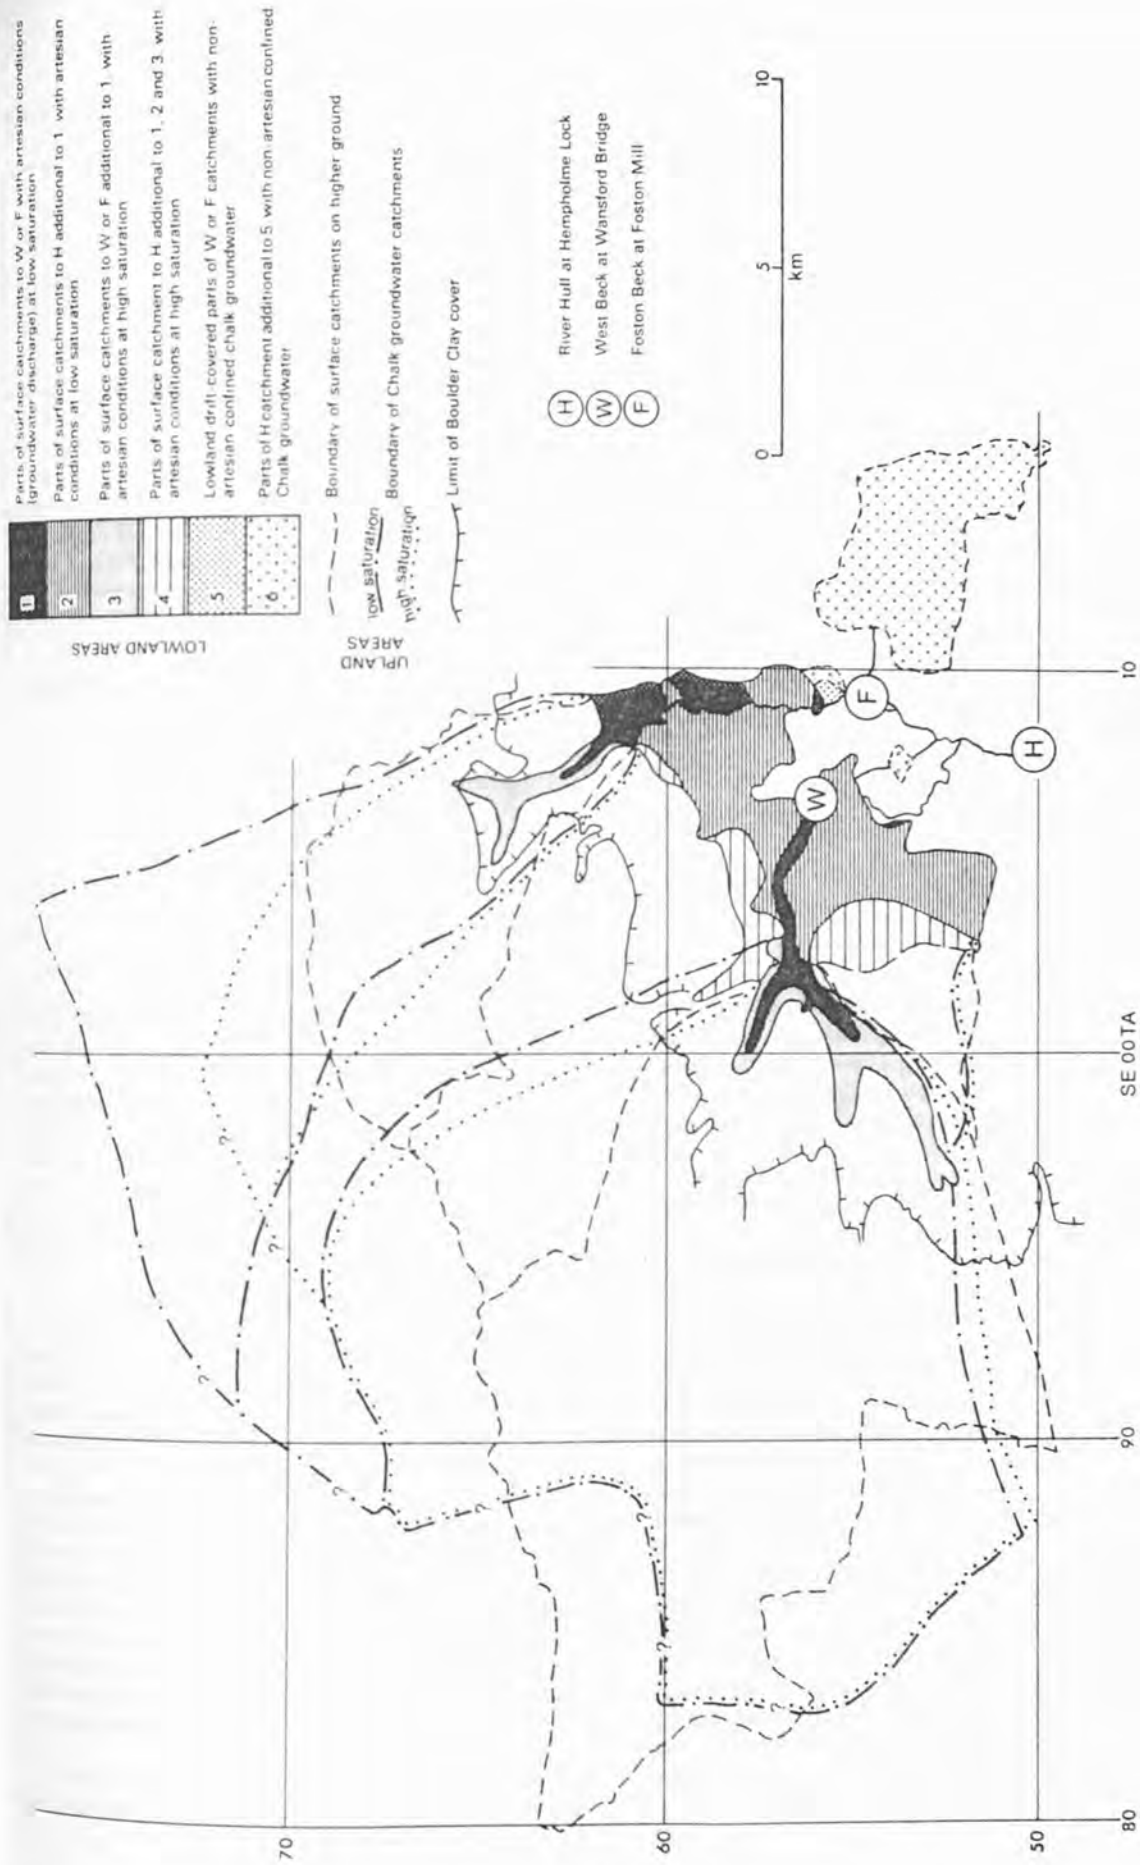 LOWLAND AREAS
1
Parts of surface catchments to W or F with artesian conditions
(groundwater discharge) at low saturation
2
Parts of surface catchments to H additional to 1 with artesian
conditions at low saturation
3
Parts of surface catchments to W or F additional to 1. with
artesian conditions at high saturation
4
Parts of surface catchment to H additional to 1, 2 and 3. with
artesian conditions at high saturation
5
Lowland drift-covered parts of W or F catchments with non-
artesian confined chalk groundwater
6
Parts of H catchment additional to 5 with non-artesian confined
Chalk groundwater
UPLAND
AREAS
Boundary of surface catchments on higher ground
low saturation
high saturation
Boundary of Chalk groundwater catchments
Limit of Boulder Clay cover
H River Hull at Hempholme Lock
W West Beck at Wansford Bridge
F Foston Beck at Foston Mill
0 5 10
km
70
60
50
80
90
SE 00 TA
10
W
F
H
?
?
?
?
?
?
?